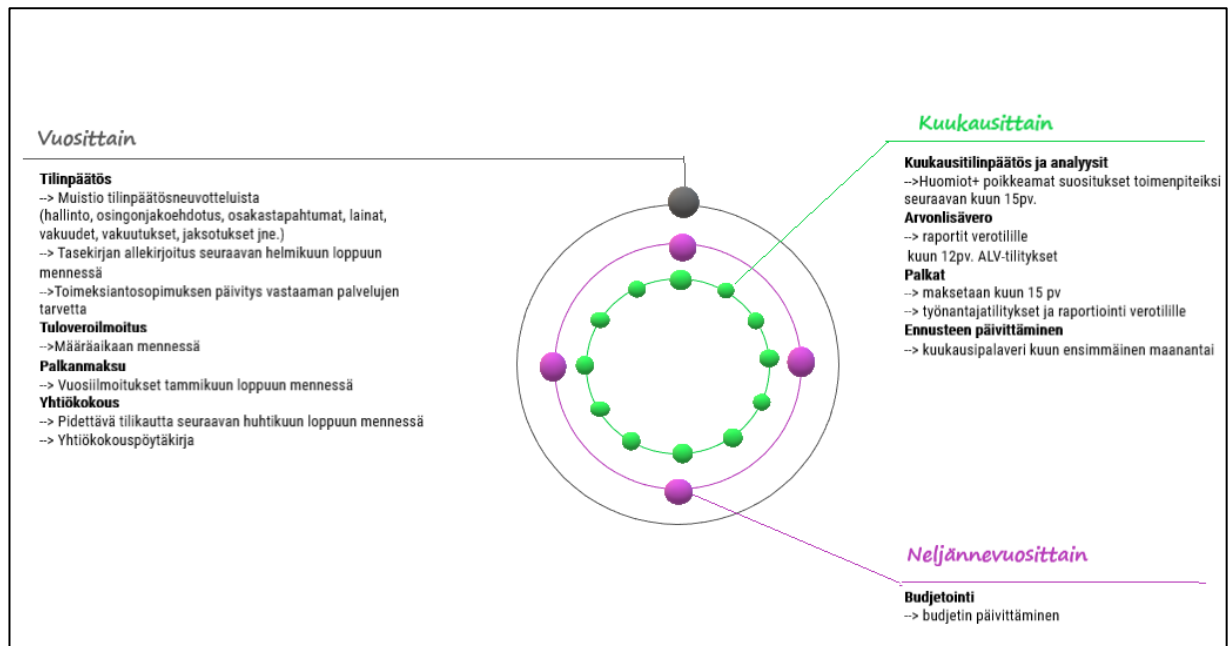 Vuosittain
Tilinpäätös
--> Muistio tilinpäätösneuvotteluista
(hallinto, osingonjakoehdotus, osakastapahtumat, lainat,
vakuudet, vakuutukset, jaksotukset jne.)
--> Tasekirjan allekirjoitus seuraavan helmikuun loppuun
mennessä
-->Toimeksiantosopimuksen päivitys vastaaman palvelujen
tarvetta
Tuloveroilmoitus
-->Määräaikaan mennessä
Palkanmaksu
--> Vuosiilmoitukset tammikuun loppuun mennessä
Yhtiökokous
--> Pidettävä tilikautta seuraavan huhtikuun loppuun mennessä
--> Yhtiökokouspöytäkirja
Kuukausittain
Kuukausitilinpäätös ja analyysit
-->Huomiot+ poikkeamat suositukset toimenpiteiksi
seuraavan kuun 15pv.
Arvonlisävero
--> raportit verotilille
kuun 12pv. ALV-tilitykset
Palkat
--> maksetaan kuun 15 pv
--> työnantajatilitykset ja raportiointi verotilille
Ennusteen päivittäminen
--> kuukausipalaveri kuun ensimmäinen maanantai
Neljännevuosittain
Budjetointi
--> budjetin päivittäminen